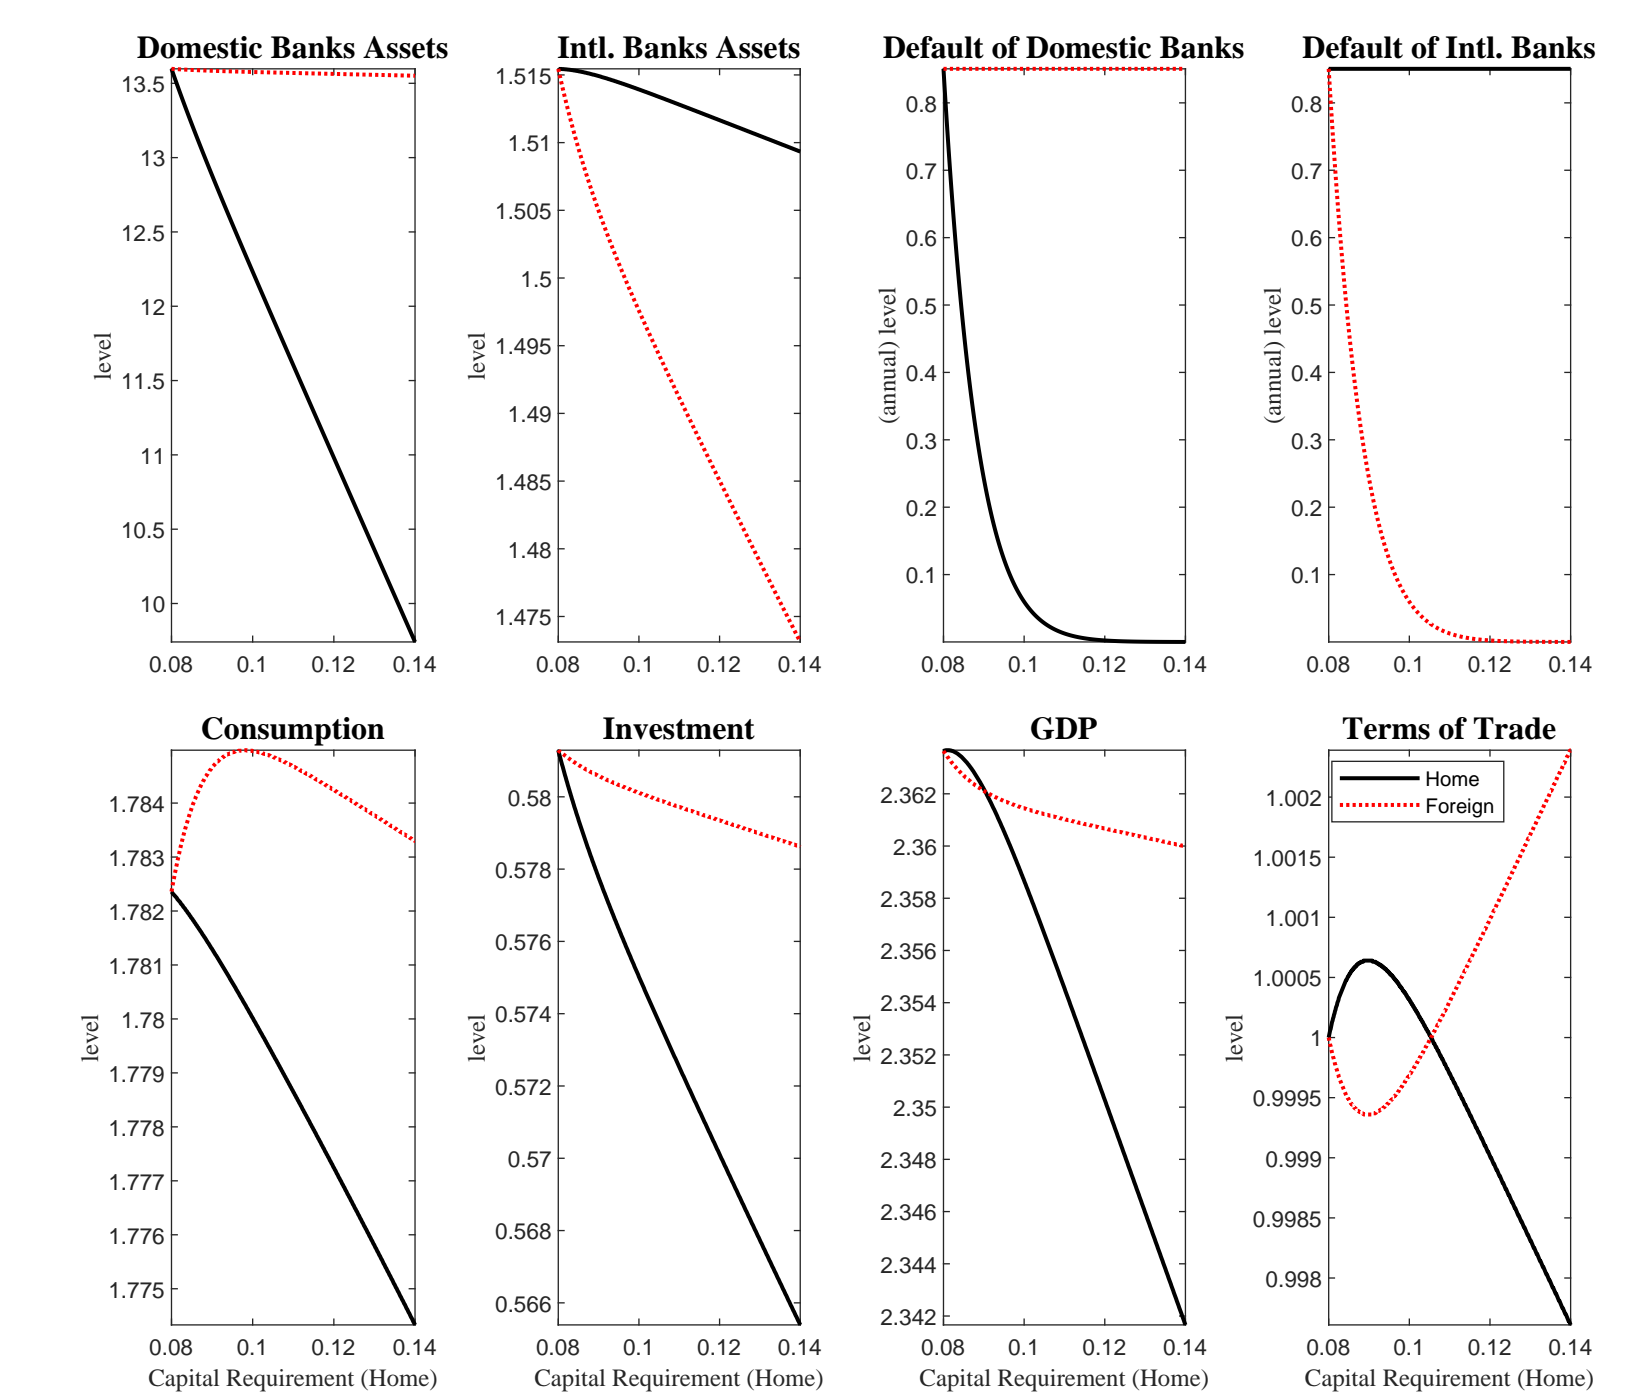 Domestic Banks Assets
Intl. Banks Assets
Default of Domestic Banks
Default of Intl. Banks
level
13.5
13
12.5
12
11.5
11
10.5
10
0.08 0.1 0.12 0.14
level
1.515
1.51
1.505
1.5
1.495
1.49
1.485
1.48
1.475
0.08 0.1 0.12 0.14
(annual) level
0.8
0.7
0.6
0.5
0.4
0.3
0.2
0.1
0.08 0.1 0.12 0.14
(annual) level
0.8
0.7
0.6
0.5
0.4
0.3
0.2
0.1
0.08 0.1 0.12 0.14
Consumption
Investment
GDP
Terms of Trade
level
1.784
1.783
1.782
1.781
1.78
1.779
1.778
1.777
1.776
1.775
0.08 0.1 0.12 0.14
Capital Requirement (Home)
level
0.58
0.578
0.576
0.574
0.572
0.57
0.568
0.566
0.08 0.1 0.12 0.14
Capital Requirement (Home)
level
2.362
2.36
2.358
2.356
2.354
2.352
2.35
2.348
2.346
2.344
2.342
0.08 0.1 0.12 0.14
Capital Requirement (Home)
level
Home
Foreign
1.002
1.0015
1.001
1.0005
1
0.9995
0.999
0.9985
0.998
0.08 0.1 0.12 0.14
Capital Requirement (Home)